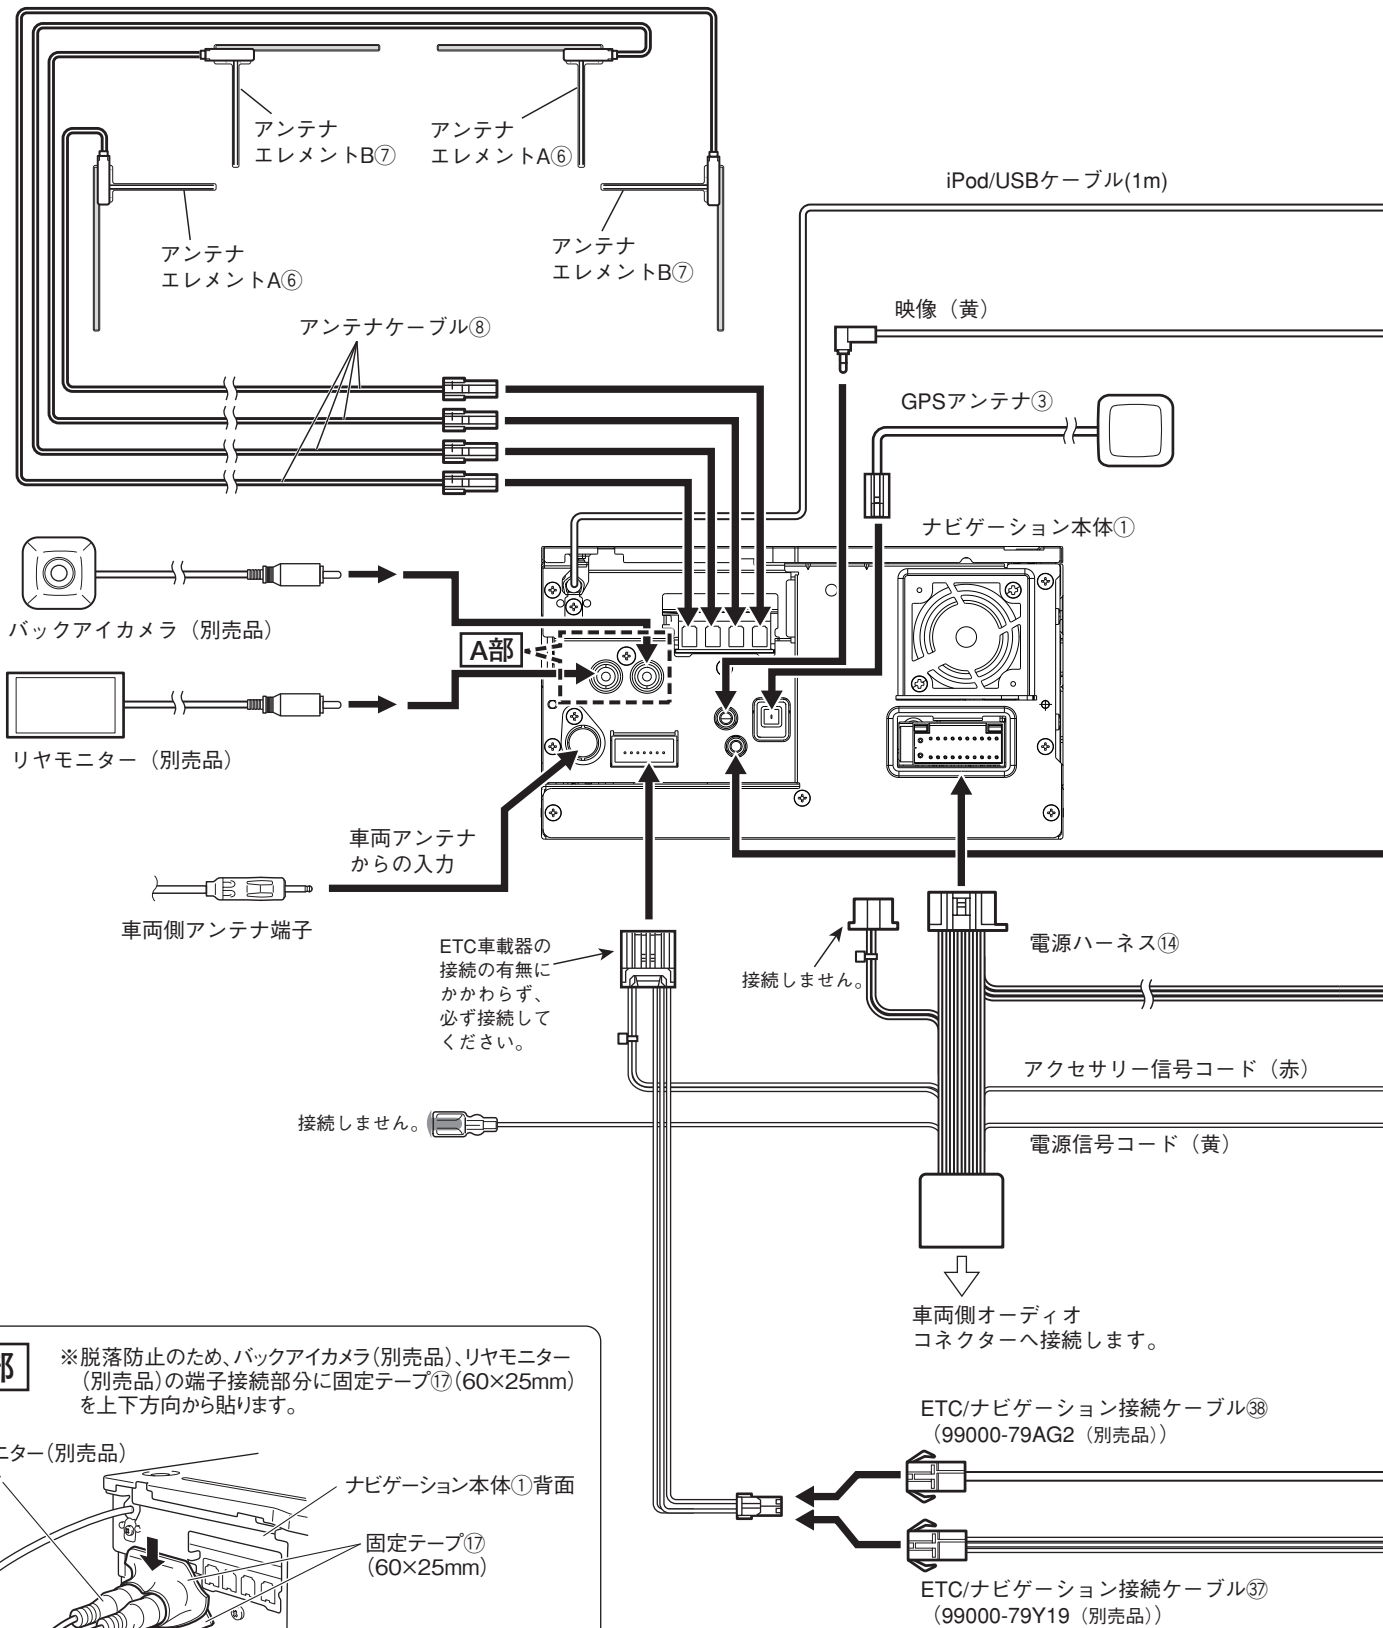 アンテナ
エレメントB⑦
アンテナ
エレメントA⑥
アンテナ
エレメントA⑥
アンテナ
エレメントB⑦
iPod/USBケーブル(1m)
アンテナケーブル⑧
映像（黄）
GPSアンテナ③
ナビゲーション本体①
バックアイカメラ（別売品）
A部
リヤモニター（別売品）
車両アンテナ
からの入力
車両側アンテナ端子
ETC車載器の
接続の有無に
かかわらず、
必ず接続して
ください。
接続しません。
電源ハーネス⑭
アクセサリー信号コード（赤）
接続しません。
電源信号コード（黄）
車両側オーディオ
コネクターへ接続します。
部
※脱落防止のため、バックアイカメラ（別売品）、リヤモニター
（別売品）の端子接続部分に固定テープ⑰（60×25mm）
を上下方向から貼ります。
ニター（別売品）
ナビゲーション本体①背面
固定テープ⑰
（60×25mm）
ETC/ナビゲーション接続ケーブル㊳
（99000-79AG2（別売品））
ETC/ナビゲーション接続ケーブル㊲
（99000-79Y19（別売品））